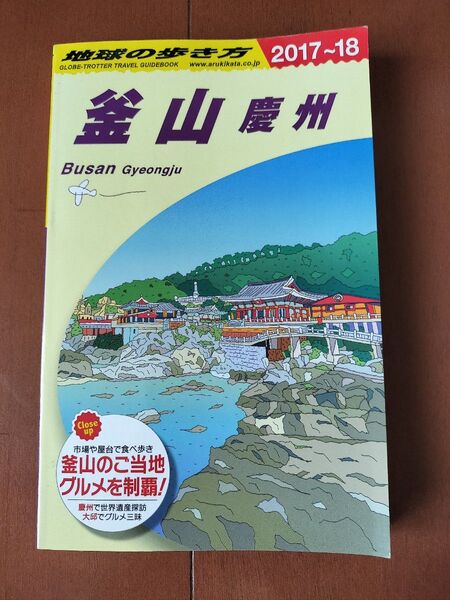 地球の歩き方
GLOBE-TROTTER TRAVEL GUIDEBOOK
www.arukikata.co.jp
2017~18
釜山 慶州
Busan Gyeongju
Close up
市場や屋台で食べ歩き
釜山のご当地
グルメを制覇!
慶州で世界遺産探訪
大邱でグルメ三昧